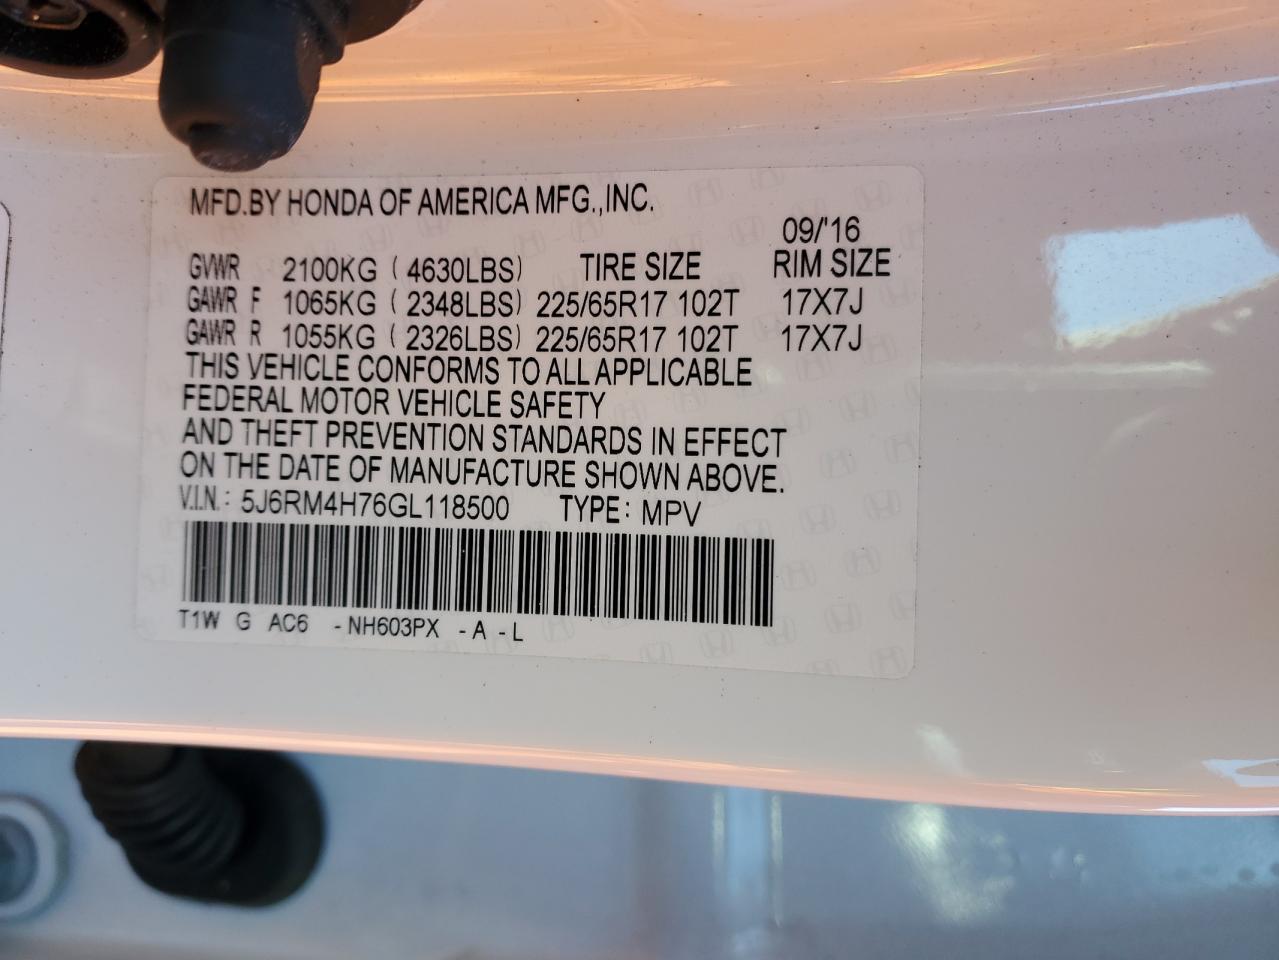 MFD.BY HONDA OF AMERICA MFG.,INC.
09/'16
GVWR 2100KG ( 4630LBS) TIRE SIZE RIM SIZE
GAWR F 1065KG ( 2348LBS) 225/65R17 102T 17X7J
GAWR R 1055KG ( 2326LBS) 225/65R17 102T 17X7J
THIS VEHICLE CONFORMS TO ALL APPLICABLE
FEDERAL MOTOR VEHICLE SAFETY
AND THEFT PREVENTION STANDARDS IN EFFECT
ON THE DATE OF MANUFACTURE SHOWN ABOVE.
V.I.N.: 5J6RM4H76GL118500 TYPE: MPV
T1W G AC6 -NH603PX -A -L